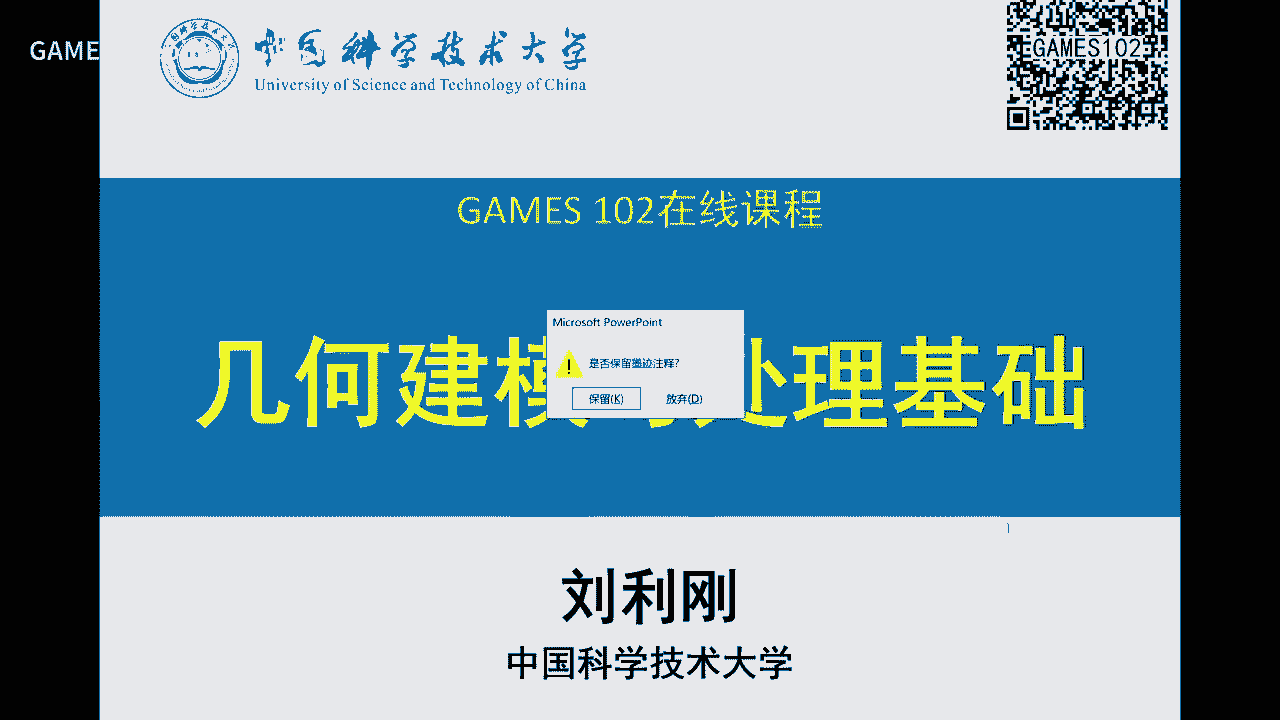 GAME
中国科学技术大学
University of Science and Technology of China
GAMES102
GAMES 102在线课程
几何建模与处理基础
Microsoft PowerPoint
是否保留墨迹注释?
保留(K)
放弃(D)
刘利刚
中国科学技术大学